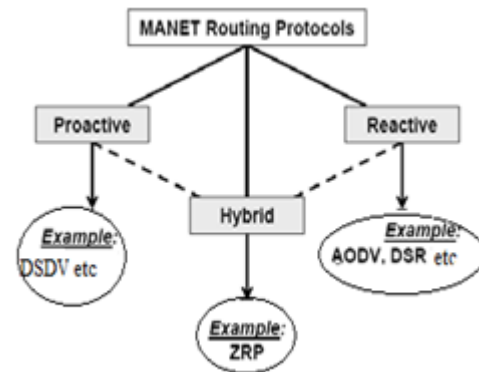 MANET Routing Protocols
Proactive
Reactive
Hybrid
Example:
DSDV etc
Example:
AODV, DSR etc
Example:
ZRP